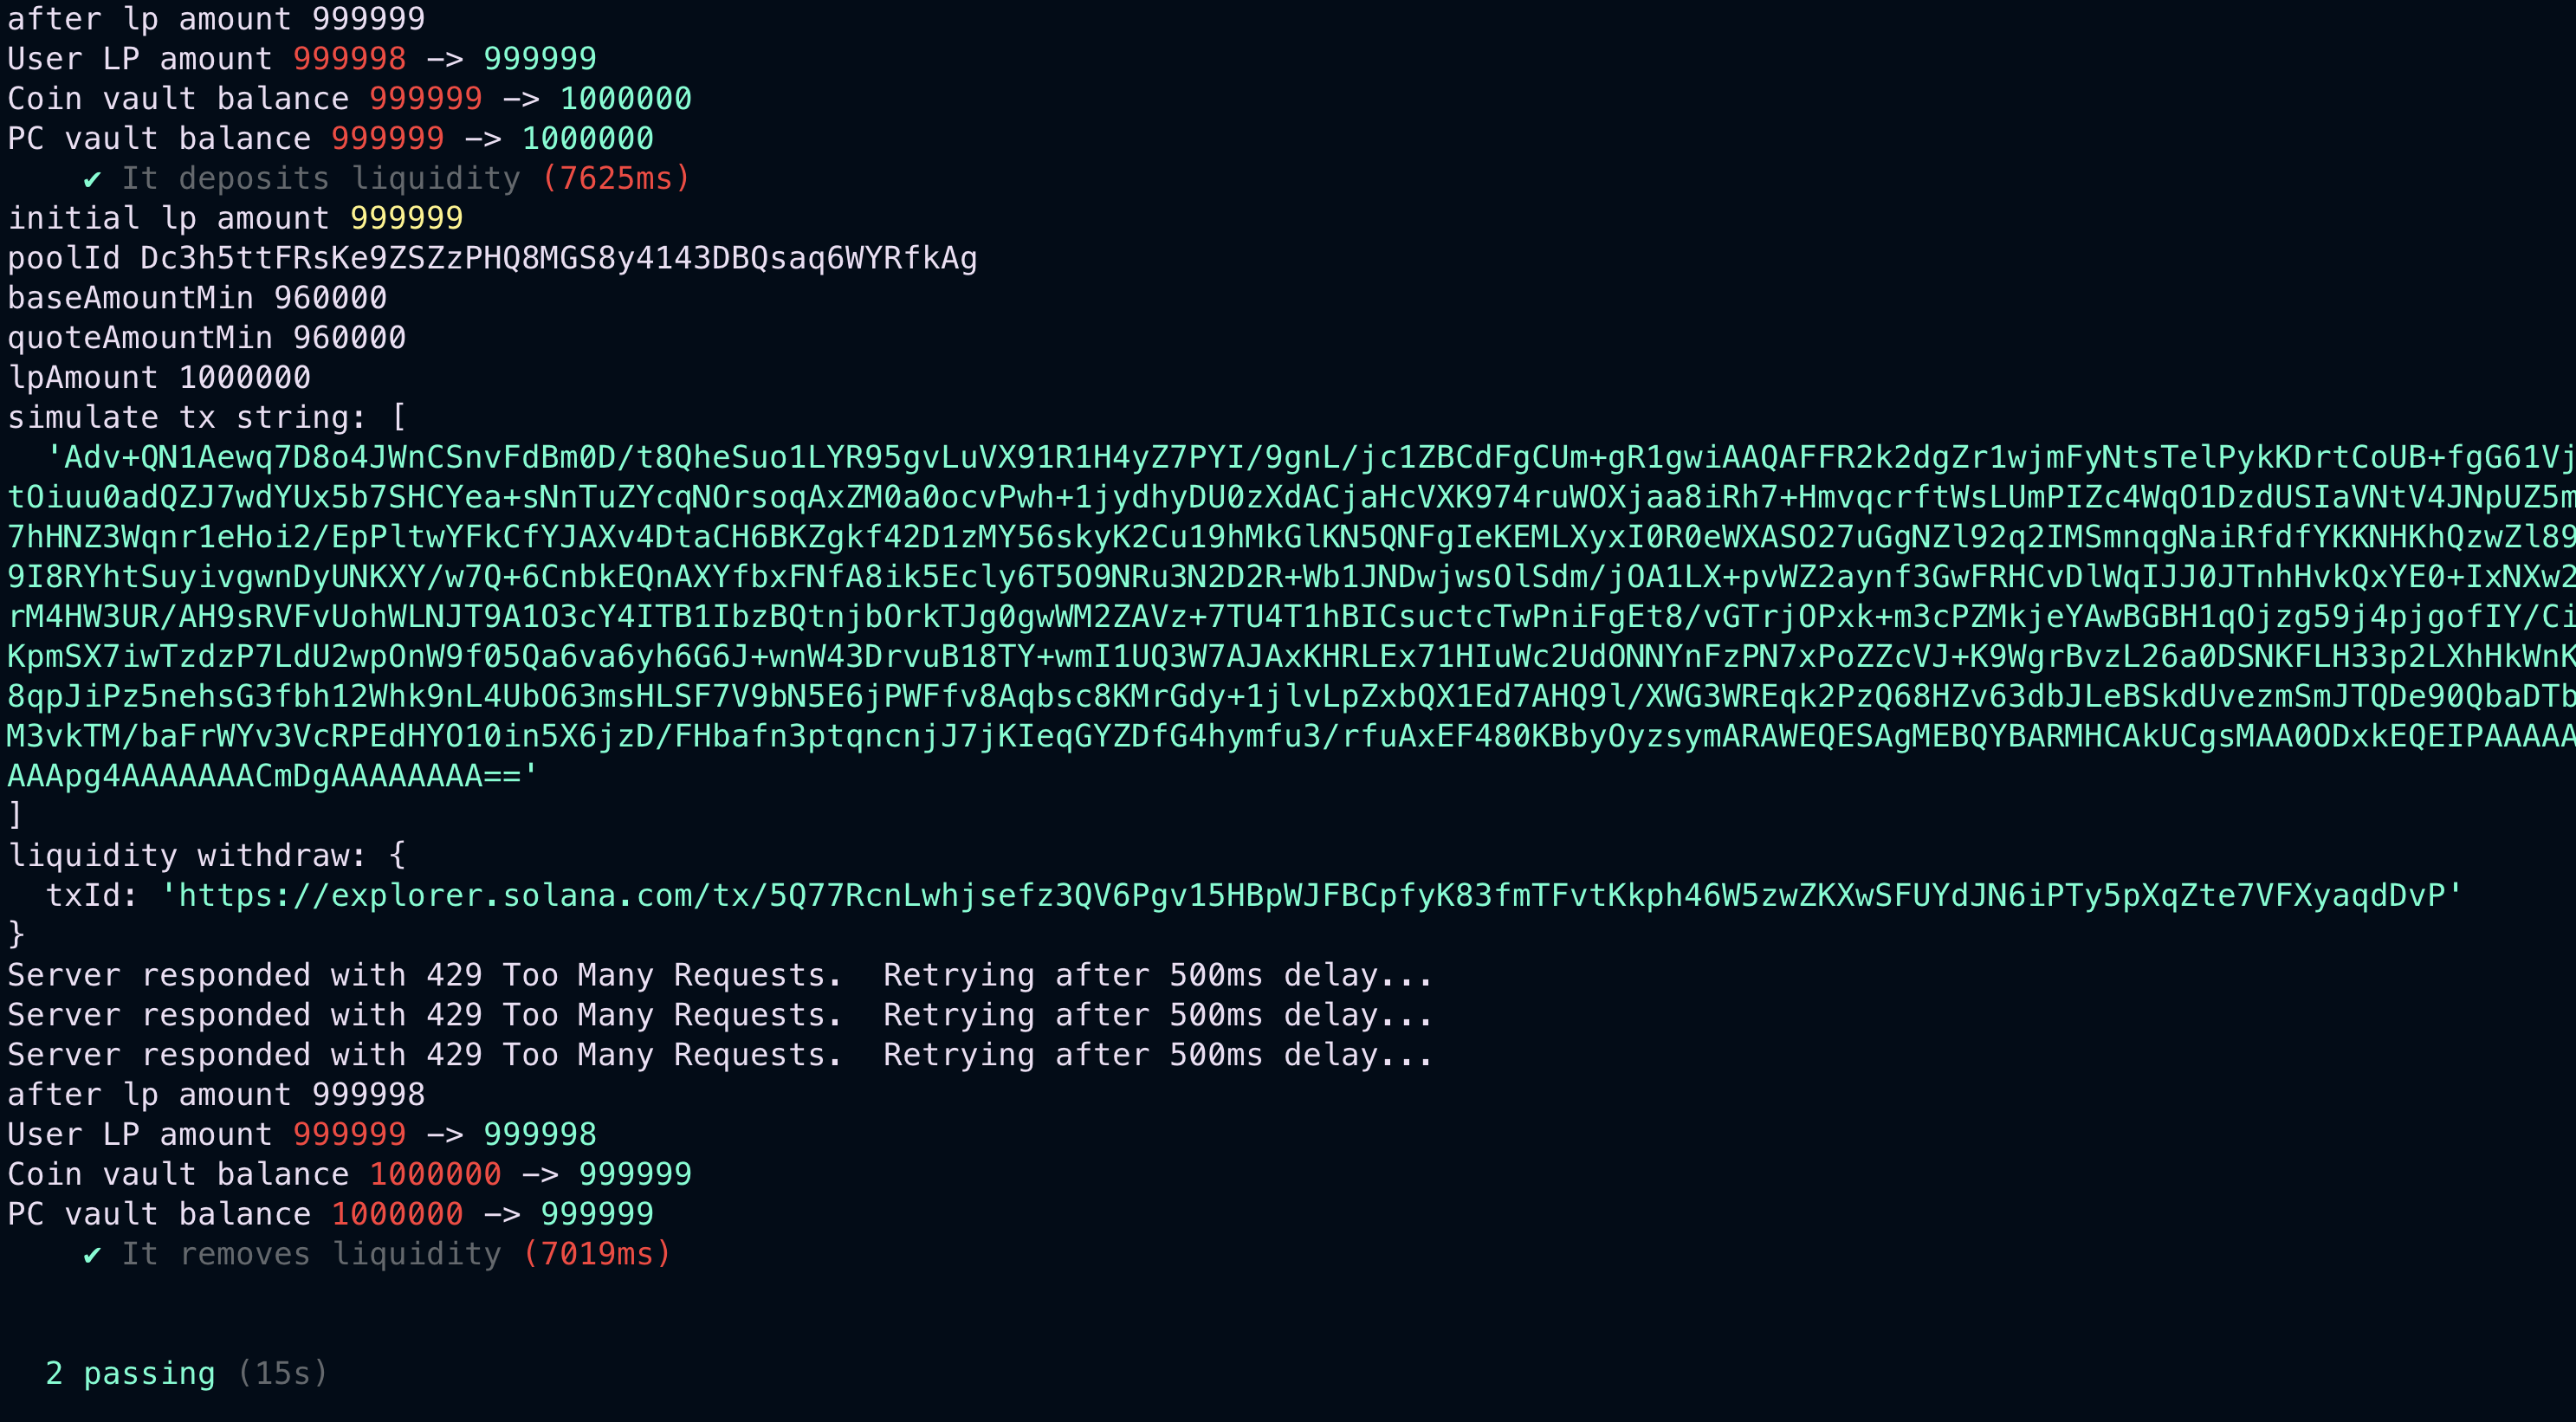 after lp amount 999999
User LP amount 999998 —> 999999
Coin vault balance 999999 —> 1000000
PC vault balance 999999 —> 1000000
✔ It deposits liquidity (7625ms)
initial lp amount 999999
poolId Dc3h5ttFRsKe9ZSZzPHQ8MGS8y4143DBQsaq6WYRfkAg
baseAmountMin 960000
quoteAmountMin 960000
lpAmount 1000000
simulate tx string: [
'Adv+QN1Aewq7D8o4JWnCSnvFdBm0D/t8QheSuo1LYR95gvLuVX91R1H4yZ7PYI/9gnL/jc1ZBCdFgCUm+gR1gwiAAQAFFR2k2dgZr1wjmFyNtsTelPykKDrtCoUB+fgG61Vj
tOiuu0adQZJ7wdYUx5b7SHCYea+sNnTuZYcqNOrsoqAxZM0a0ocvPwh+1jydhyDU0zXdACjaHcVXK974ruWOXjaa8iRh7+HmvqcrftWsLUmPIZc4WqO1DzdUSIaVNtV4JNpUZ5m
7hHNZ3Wqnr1eHoi2/EpPltwYFkCfYJAXv4DtaCH6BKZgkf42D1zMY56skyK2Cu19hMkGlKN5QNFgIeKEMLXyxI0R0eWXASO27uGgNZl92q2IMSmnqgNaiRfdfYKKNHKhQzwZl89
9I8RYhtSuyivgwnDyUNKXY/w7Q+6CnbkEQnAXYfbxFNfA8ik5Ecly6T5O9NRu3N2D2R+Wb1JNDwjwsOlSdm/jOA1LX+pvWZ2aynf3GwFRHCvDlWqIJJ0JTnhHvkQxYE0+IxNXw2
rM4HW3UR/AH9sRVFvUohWLNJT9A1O3cY4ITB1IbzBQtnjbOrkTJg0gwWM2ZAVz+7TU4T1hBICsuctcTwPniFgEt8/vGTrjOPxk+m3cPZMkjeYAwBGBH1qOjzg59j4pjgofIY/Ci
KpmSX7iwTzdzP7LdU2wpOnW9f05Qa6va6yh6G6J+wnW43DrvuB18TY+wmI1UQ3W7AJAxKHRLEx71HIuWc2UdONNYnFzPN7xPoZZcVJ+K9WgrBvzL26a0DSNKFLH33p2LXhHkWnK
8qpJiPz5nehsG3fbh12Whk9nL4UbO63msHLSF7V9bN5E6jPWFfv8Aqbsc8KMrGdy+1jlvLpZxbQX1Ed7AHQ9l/XWG3WREqk2PzQ68HZv63dbJLeBSkdUvezmSmJTQDe90QbaDTb
M3vkTM/baFrWYv3VcRPEdHYO10in5X6jzD/FHbafn3ptqncnjJ7jKIeqGYZDfG4hymfu3/rfuAxEF480KBbyOyzsymARAWEQESAgMEBQYBARMHCAkUCgsMAA0ODxkEQEIPAAAAA
AAApg4AAAAAAACmDgAAAAAAAA=='
]
liquidity withdraw: {
txId: 'https://explorer.solana.com/tx/5Q77RcnLwhjsefz3QV6Pgv15HBpWJFBCpfyK83fmTFvtKkph46W5zwZKXwSFUYdJN6iPTy5pXqZte7VFXyaqdDvP'
}
Server responded with 429 Too Many Requests.  Retrying after 500ms delay...
Server responded with 429 Too Many Requests.  Retrying after 500ms delay...
Server responded with 429 Too Many Requests.  Retrying after 500ms delay...
after lp amount 999998
User LP amount 999999 —> 999998
Coin vault balance 1000000 —> 999999
PC vault balance 1000000 —> 999999
✔ It removes liquidity (7019ms)
2 passing (15s)